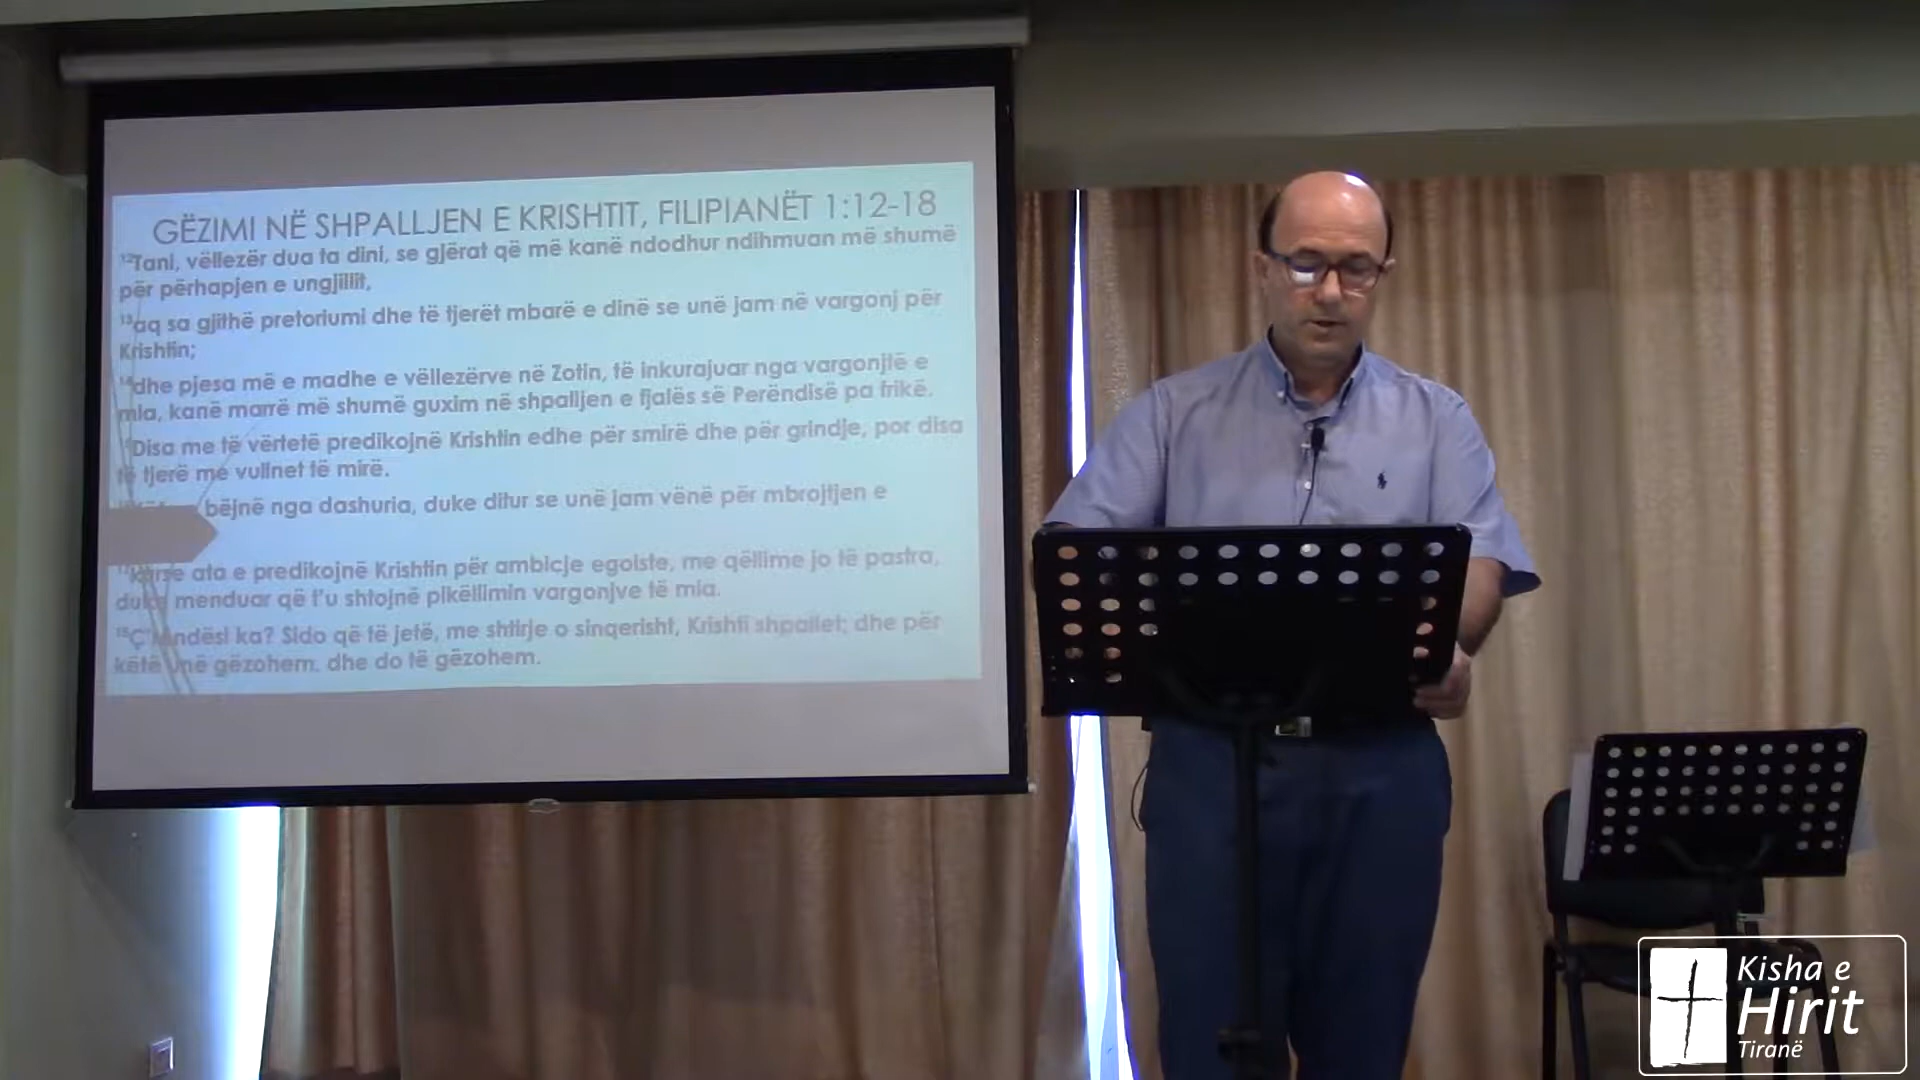 GËZIMI NË SHPALLJEN E KRISHTIT, FILIPIANËT 1:12-18
¹²Tani, vëllezër dua ta dini, se gjërat që më kanë ndodhur ndihmuan më shumë
për përhapjen e ungjillit,
¹³aq sa gjithë pretoriumi dhe të tjerët mbarë e dinë se unë jam në vargonj për
Krishtin;
¹⁴dhe pjesa më e madhe e vëllezërve në Zotin, të inkurajuar nga vargonjtë e
mia, kanë marrë më shumë guxim në shpalljen e fjalës së Perëndisë pa frikë.
Disa me të vërtetë predikojnë Krishtin edhe për smirë dhe për grindje, por disa
të tjerë me vullnet të mirë.
bëjnë nga dashuria, duke ditur se unë jam vënë për mbrojtjen e
kurse ata e predikojnë Krishtin për ambicje egoiste, me qëllime jo të pastra,
duke menduar që t'u shtojnë pikëllimin vargonjve të mia.
¹⁸Ç'rëndësi ka? Sido që të jetë, me shtirje o sinqerisht, Krishti shpallet; dhe për
këtë unë gëzohem, dhe do të gëzohem.
Kisha e
Hirit
Tiranë